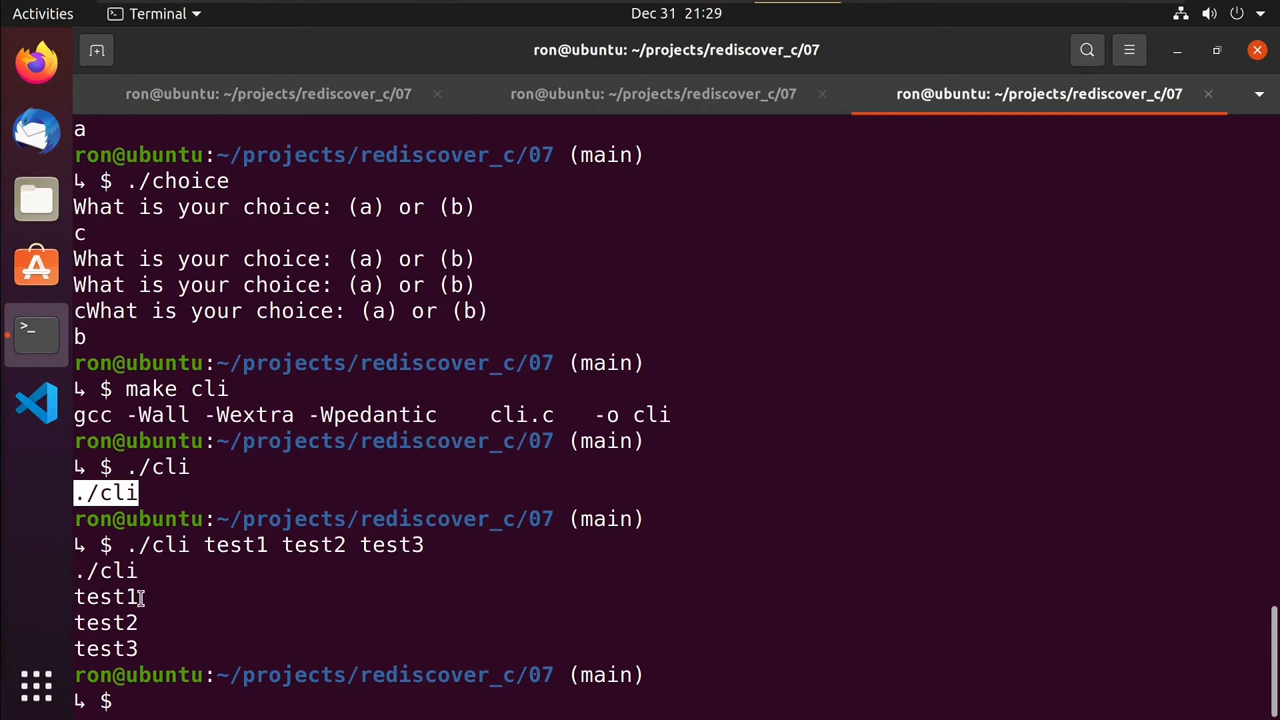 Activities
Terminal
Dec 31 21:29
ron@ubuntu: ~/projects/rediscover_c/07
ron@ubuntu: ~/projects/rediscover_c/07
ron@ubuntu: ~/projects/rediscover_c/07
ron@ubuntu: ~/projects/rediscover_c/07
a
ron@ubuntu:~/projects/rediscover_c/07 (main)
↳ $ ./choice
What is your choice: (a) or (b)
c
What is your choice: (a) or (b)
What is your choice: (a) or (b)
cWhat is your choice: (a) or (b)
b
ron@ubuntu:~/projects/rediscover_c/07 (main)
↳ $ make cli
gcc -Wall -Wextra -Wpedantic    cli.c   -o cli
ron@ubuntu:~/projects/rediscover_c/07 (main)
↳ $ ./cli
./cli
ron@ubuntu:~/projects/rediscover_c/07 (main)
↳ $ ./cli test1 test2 test3
./cli
test1
test2
test3
ron@ubuntu:~/projects/rediscover_c/07 (main)
↳ $